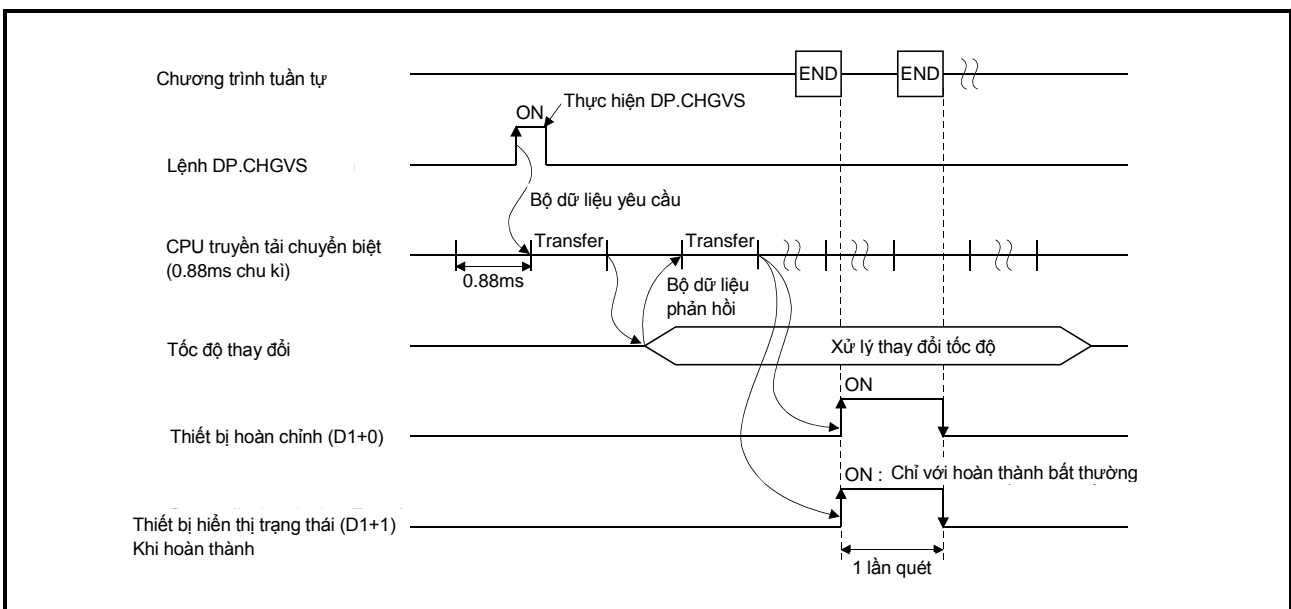 Chương trình tuần tự
END
END
ON
Thực hiện DP.CHGVS
Lệnh DP.CHGVS
Bộ dữ liệu yêu cầu
CPU truyền tải chuyển biệt
(0.88ms chu kì)
Transfer
Transfer
0.88ms
Bộ dữ liệu
phản hồi
Tốc độ thay đổi
Xử lý thay đổi tốc độ
ON
Thiết bị hoàn chỉnh (D1+0)
ON : Chỉ với hoàn thành bất thường
Thiết bị hiển thị trạng thái (D1+1)
Khi hoàn thành
1 lần quét